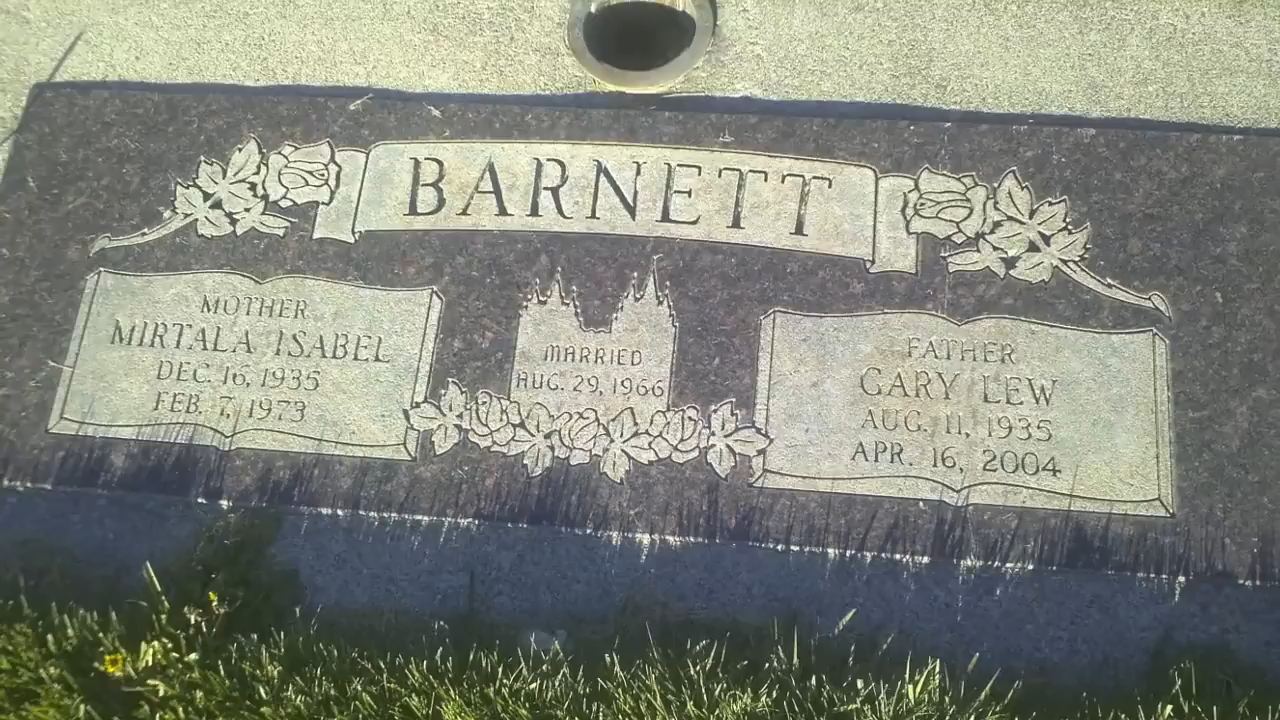 BARNETT
MOTHER
MIRTALA ISABEL
DEC. 16, 1935
FEB. 7, 1973
MARRIED
AUG. 29, 1966
FATHER
GARY LEW
AUG. 11, 1935
APR. 16, 2004